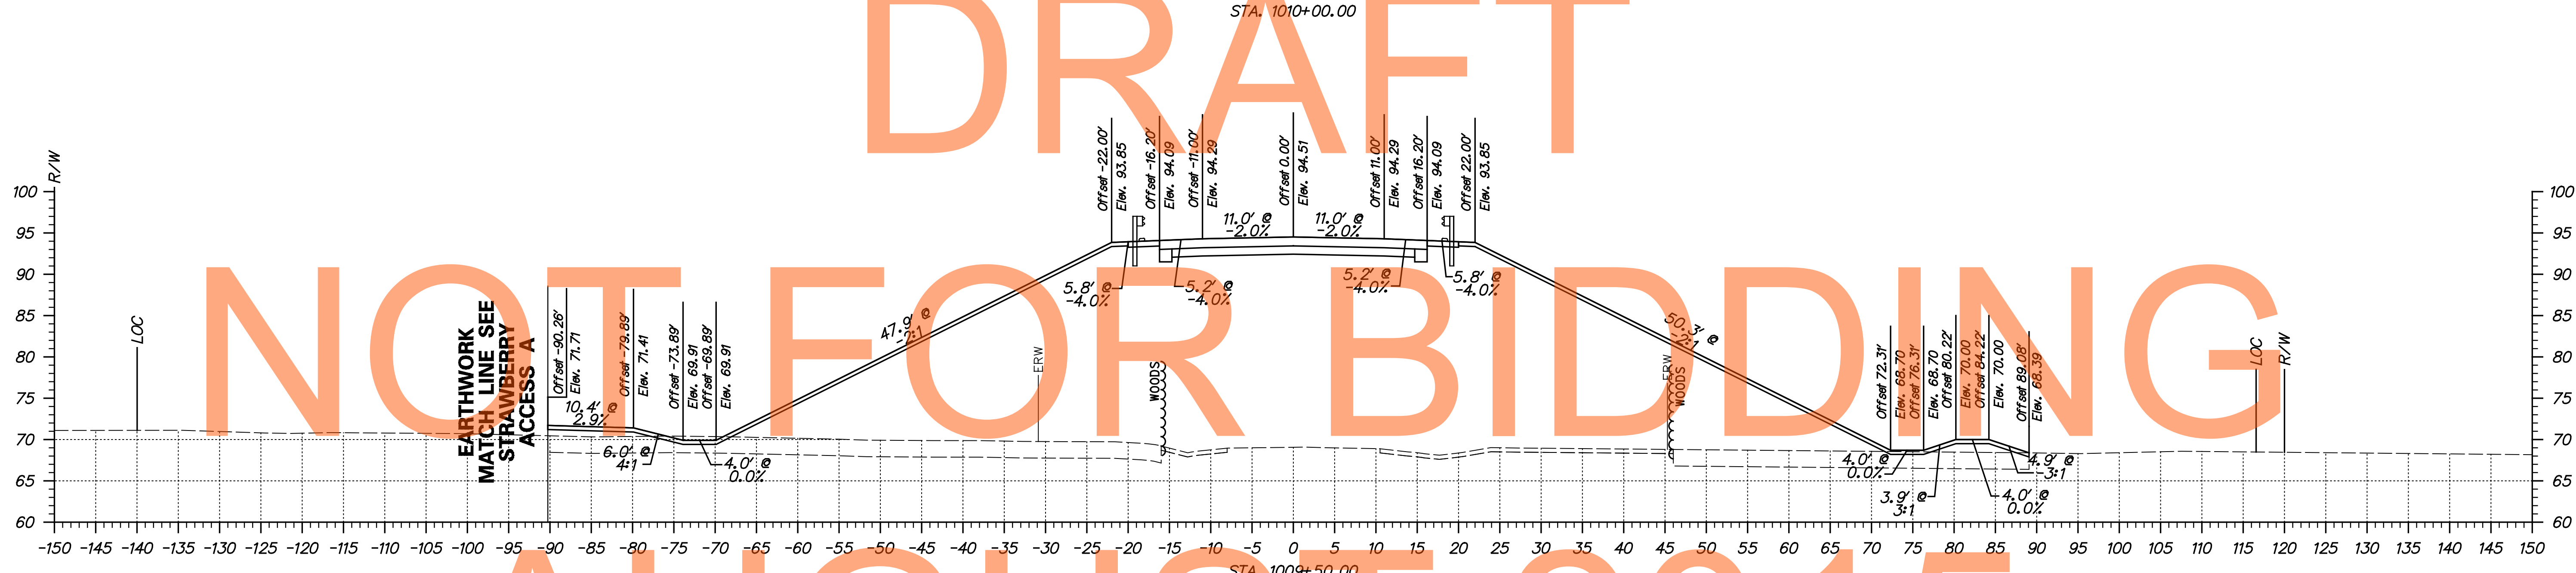 DRAFT
STA. 1010+00.00
NOT FOR BIDDING
R/W
100
95
90
85
80
75
70
65
60
LOC
EARTHWORK
MATCH LINE SEE
STRAWBERRY
ACCESS A
Offset -90.26'
Elev. 71.71
10.4' @
2.9%
Offset -79.89'
Elev. 71.41
6.0' @
4:1
Offset -73.89'
Elev. 69.91
Offset -69.89'
Elev. 69.91
4.0' @
0.0%
47.9' @
-2:1
ERW
WOODS
Offset -22.00'
Elev. 93.85
Offset -16.20'
Elev. 94.09
Offset -11.00'
Elev. 94.29
5.8' @
-4.0%
5.2' @
-4.0%
11.0' @
-2.0%
Offset 0.00'
Elev. 94.51
11.0' @
-2.0%
Offset 11.00'
Elev. 94.29
Offset 16.20'
Elev. 94.09
Offset 22.00'
Elev. 93.85
5.2' @
-4.0%
5.8' @
-4.0%
50.3' @
-2:1
ERW
WOODS
Offset 72.31'
Elev. 68.70
Offset 76.31'
Elev. 68.70
Offset 80.22'
Elev. 70.00
Offset 84.22'
Elev. 70.00
Offset 89.08'
Elev. 68.39
4.0' @
0.0%
3.9' @
3:1
4.0' @
0.0%
4.9' @
-3:1
LOC
R/W
100
95
90
85
80
75
70
65
60
-150 -145 -140 -135 -130 -125 -120 -115 -110 -105 -100 -95 -90 -85 -80 -75 -70 -65 -60 -55 -50 -45 -40 -35 -30 -25 -20 -15 -10 -5 0 5 10 15 20 25 30 35 40 45 50 55 60 65 70 75 80 85 90 95 100 105 110 115 120 125 130 135 140 145 150
STA. 1009+50.00